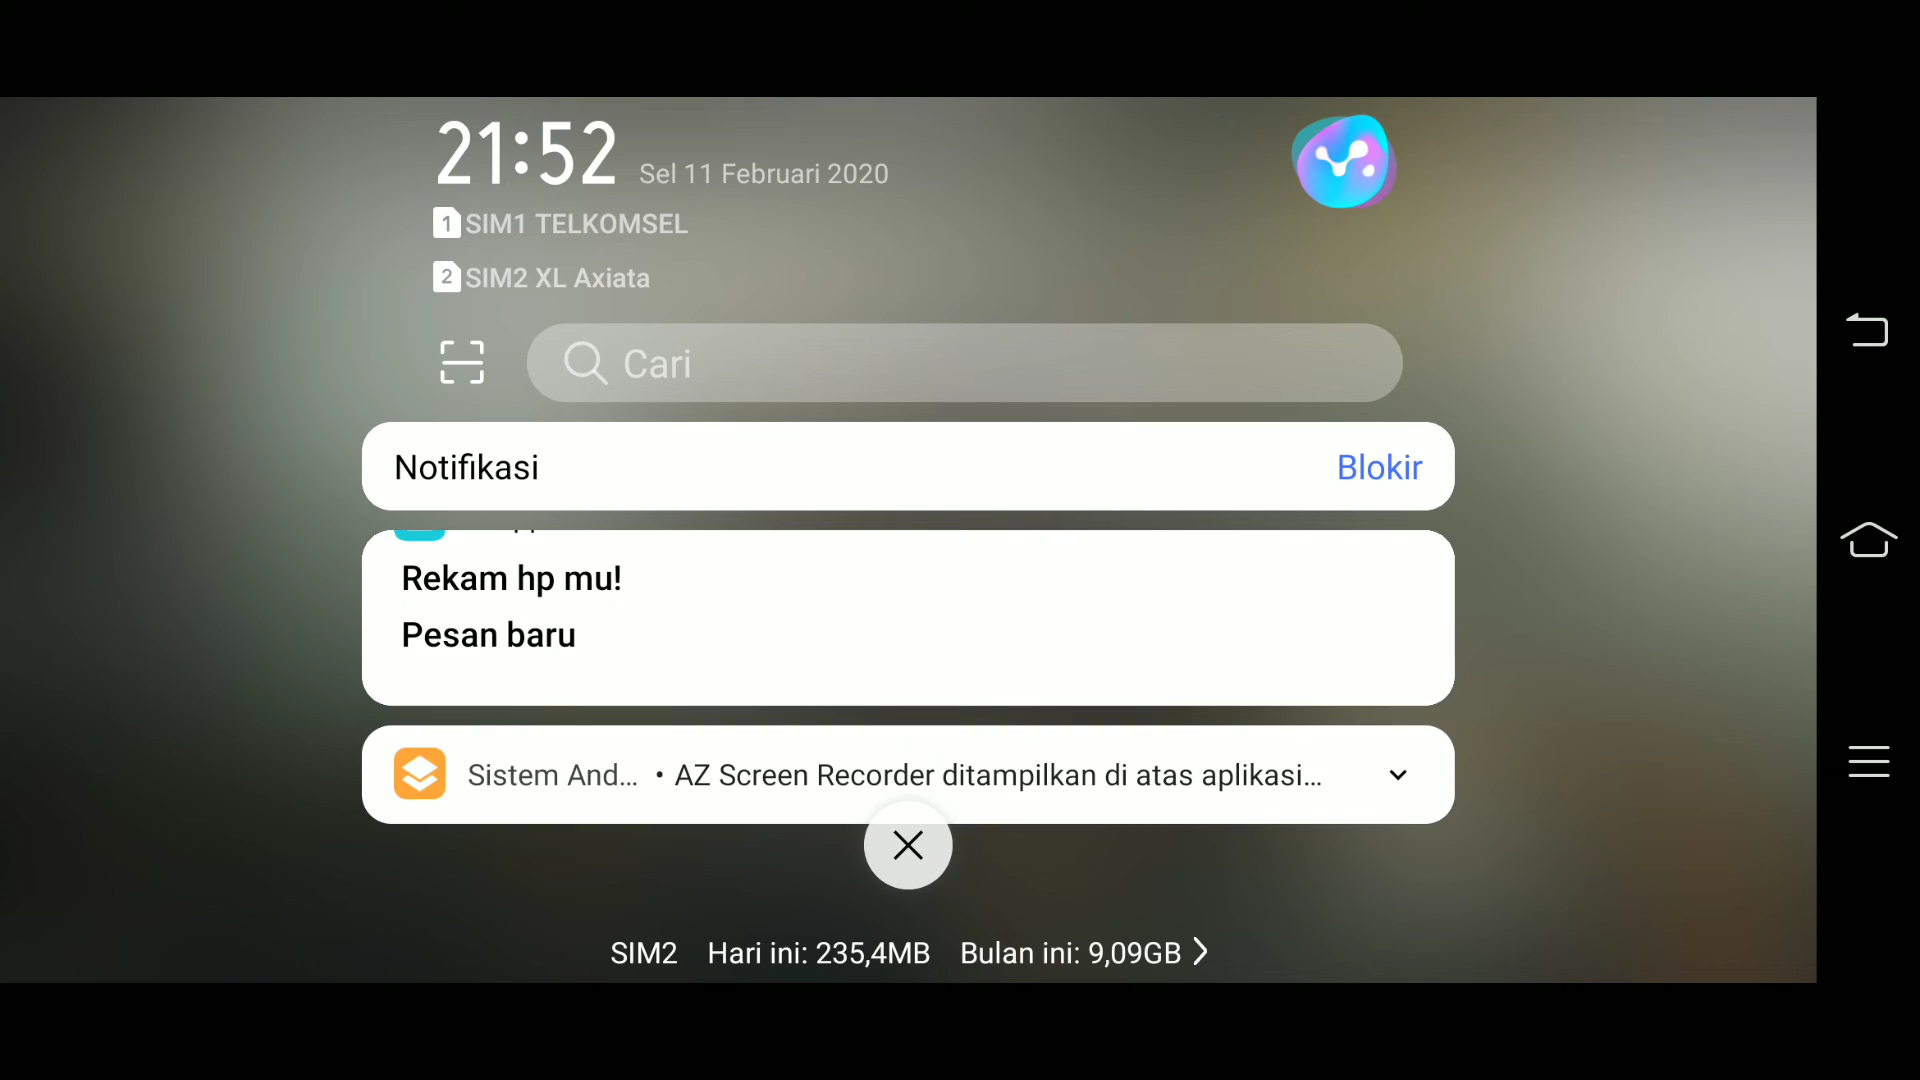 21:52 Sel 11 Februari 2020
1 SIM1 TELKOMSEL
2 SIM2 XL Axiata
Cari
Notifikasi Blokir
Rekam hp mu!
Pesan baru
Sistem And... • AZ Screen Recorder ditampilkan di atas aplikasi...
SIM2 Hari ini: 235,4MB Bulan ini: 9,09GB